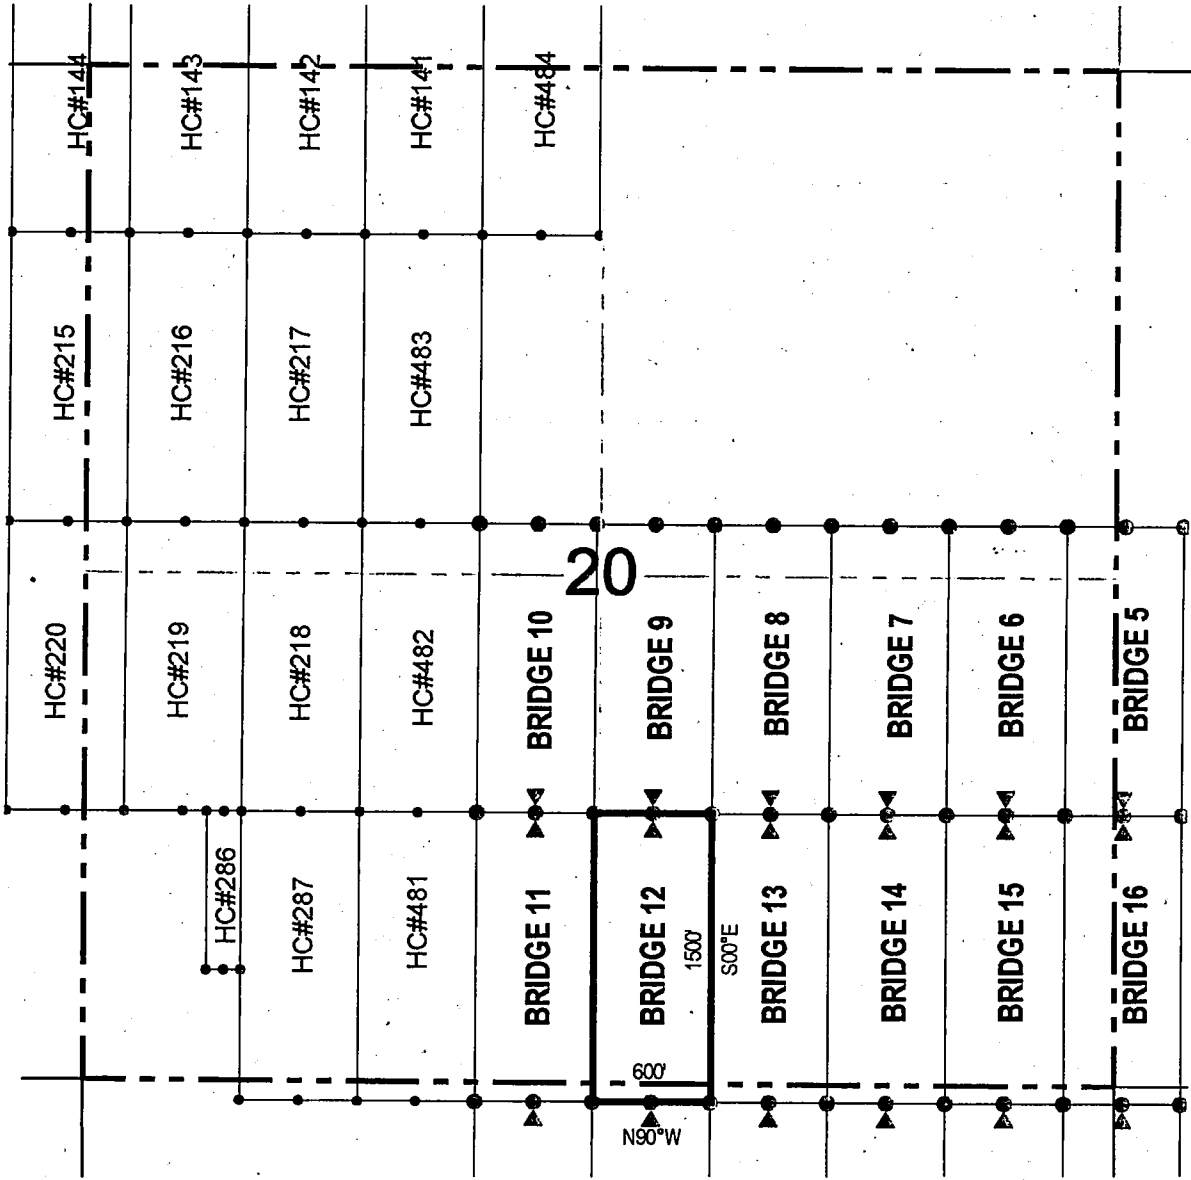 HC#144
HC#143
HC#142
HC#141
HC#484
HC#215
HC#216
HC#217
HC#483
20
HC#220
HC#219
HC#218
HC#482
BRIDGE 10
BRIDGE 9
BRIDGE 8
BRIDGE 7
BRIDGE 6
BRIDGE 5
HC#286
HC#287
HC#481
BRIDGE 11
BRIDGE 12
1500'
S00°E
BRIDGE 13
BRIDGE 14
BRIDGE 15
BRIDGE 16
600'
N90°W